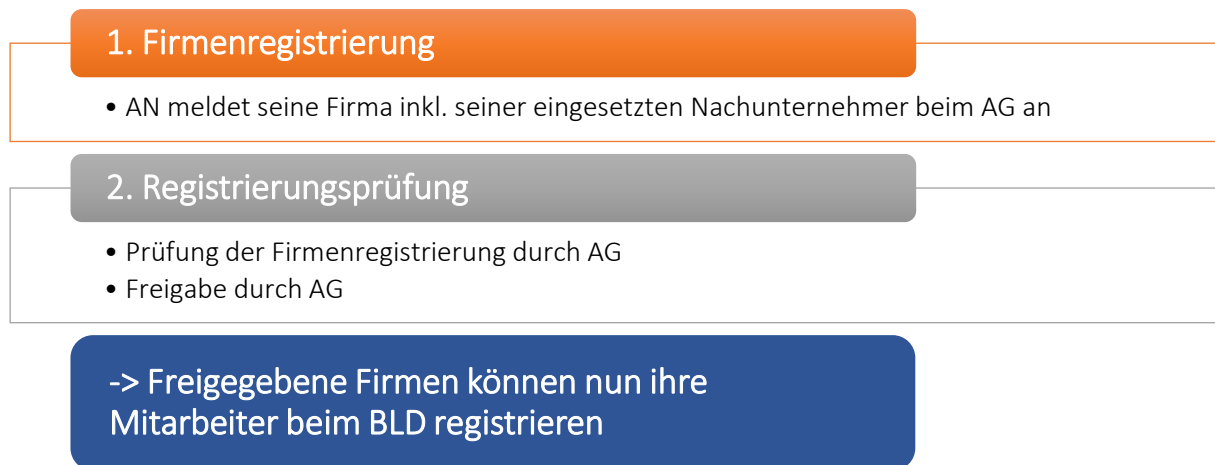 1. Firmenregistrierung
• AN meldet seine Firma inkl. seiner eingesetzten Nachunternehmer beim AG an
2. Registrierungsprüfung
• Prüfung der Firmenregistrierung durch AG
• Freigabe durch AG
-> Freigegebene Firmen können nun ihre
Mitarbeiter beim BLD registrieren